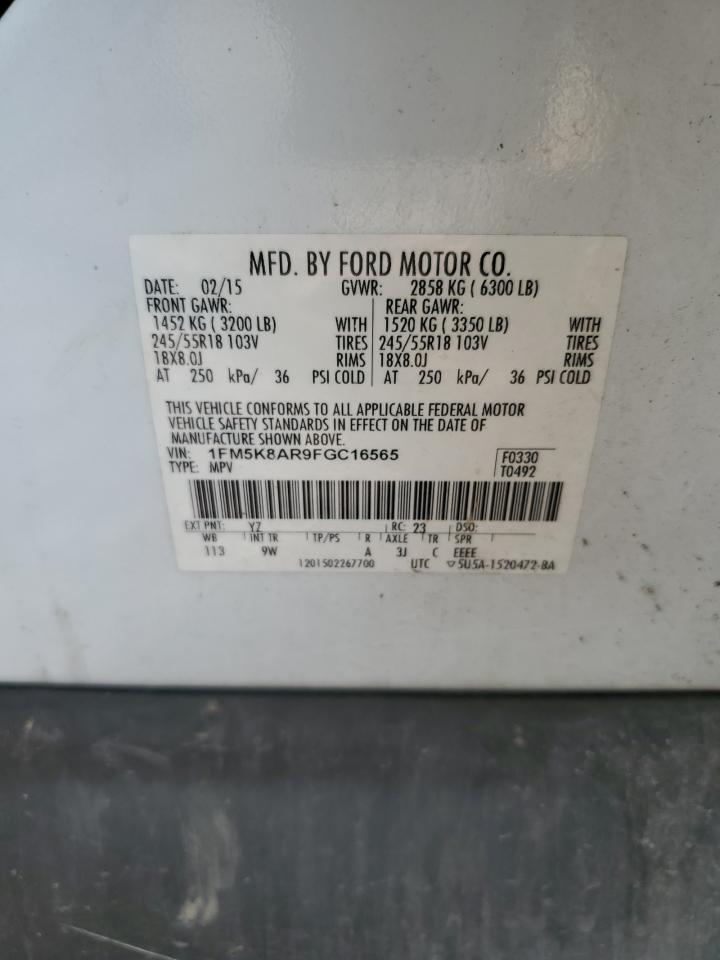 MFD. BY FORD MOTOR CO.
DATE: 02/15 GVWR: 2858 KG ( 6300 LB)
FRONT GAWR: REAR GAWR:
1452 KG ( 3200 LB) WITH 1520 KG ( 3350 LB) WITH
245/55R18 103V TIRES 245/55R18 103V TIRES
18X8.0J RIMS 18X8.0J RIMS
AT 250 kPa/ 36 PSI COLD AT 250 kPa/ 36 PSI COLD
THIS VEHICLE CONFORMS TO ALL APPLICABLE FEDERAL MOTOR
VEHICLE SAFETY STANDARDS IN EFFECT ON THE DATE OF
MANUFACTURE SHOWN ABOVE.
VIN: 1FM5K8AR9FGC16565 F0330
TYPE: MPV T0492
EXT PNT: YZ RC: 23 DSO:
WB INT TR TP/PS R AXLE TR SPR
113 9W A 3J C EEEE
1201502267700 UTC ▽5U5A-1520472-BA